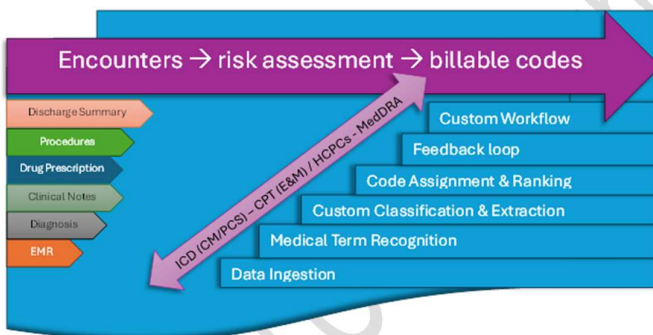 Encounters → risk assessment → billable codes
Discharge Summary
Procedures
Drug Prescription
Clinical Notes
Diagnosis
EMR
ICD (CM/PCS) – CPT (E&M) / HCPCs - MedDRA
Custom Workflow
Feedback loop
Code Assignment & Ranking
Custom Classification & Extraction
Medical Term Recognition
Data Ingestion